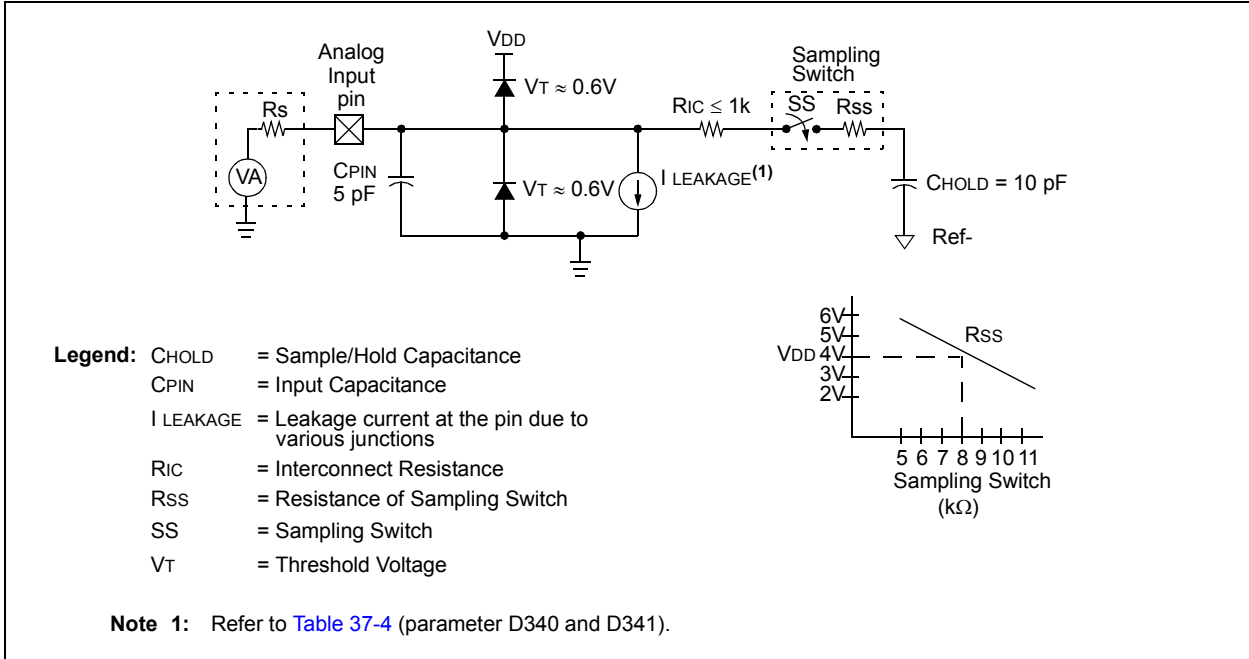 VDD
Analog
Input
pin
Sampling
Switch
VT ≈ 0.6V
Rs
RIC ≤ 1k
SS
Rss
VA
CPIN
5 pF
VT ≈ 0.6V
I LEAKAGE(1)
CHOLD = 10 pF
Ref-
6V
5V
VDD 4V
3V
2V
RSS
5 6 7 8 9 10 11
Sampling Switch
(kΩ)
Legend: CHOLD = Sample/Hold Capacitance
CPIN = Input Capacitance
I LEAKAGE = Leakage current at the pin due to
various junctions
RIC = Interconnect Resistance
RSS = Resistance of Sampling Switch
SS = Sampling Switch
VT = Threshold Voltage
Note 1: Refer to Table 37-4 (parameter D340 and D341).